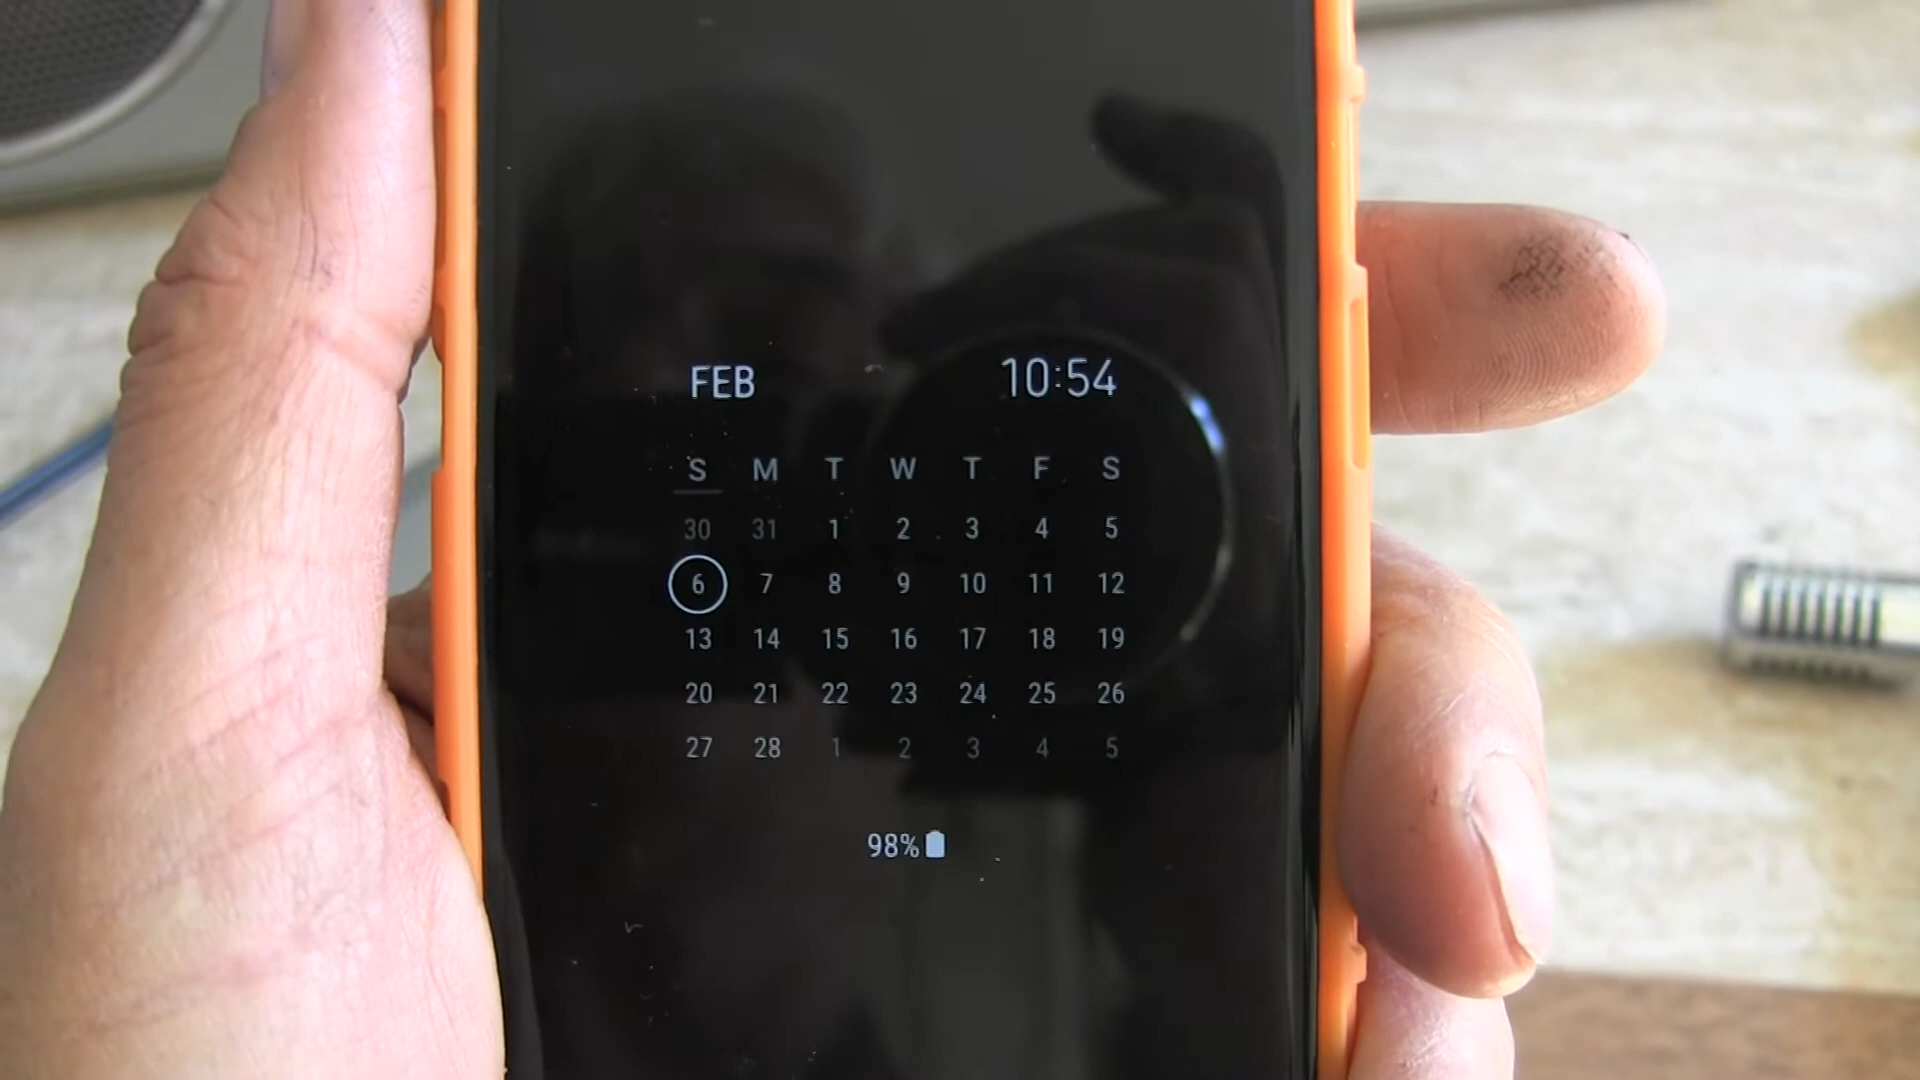 FEB 10:54
S M T W T F S
30 31 1 2 3 4 5
6 7 8 9 10 11 12
13 14 15 16 17 18 19
20 21 22 23 24 25 26
27 28 1 2 3 4 5
98%